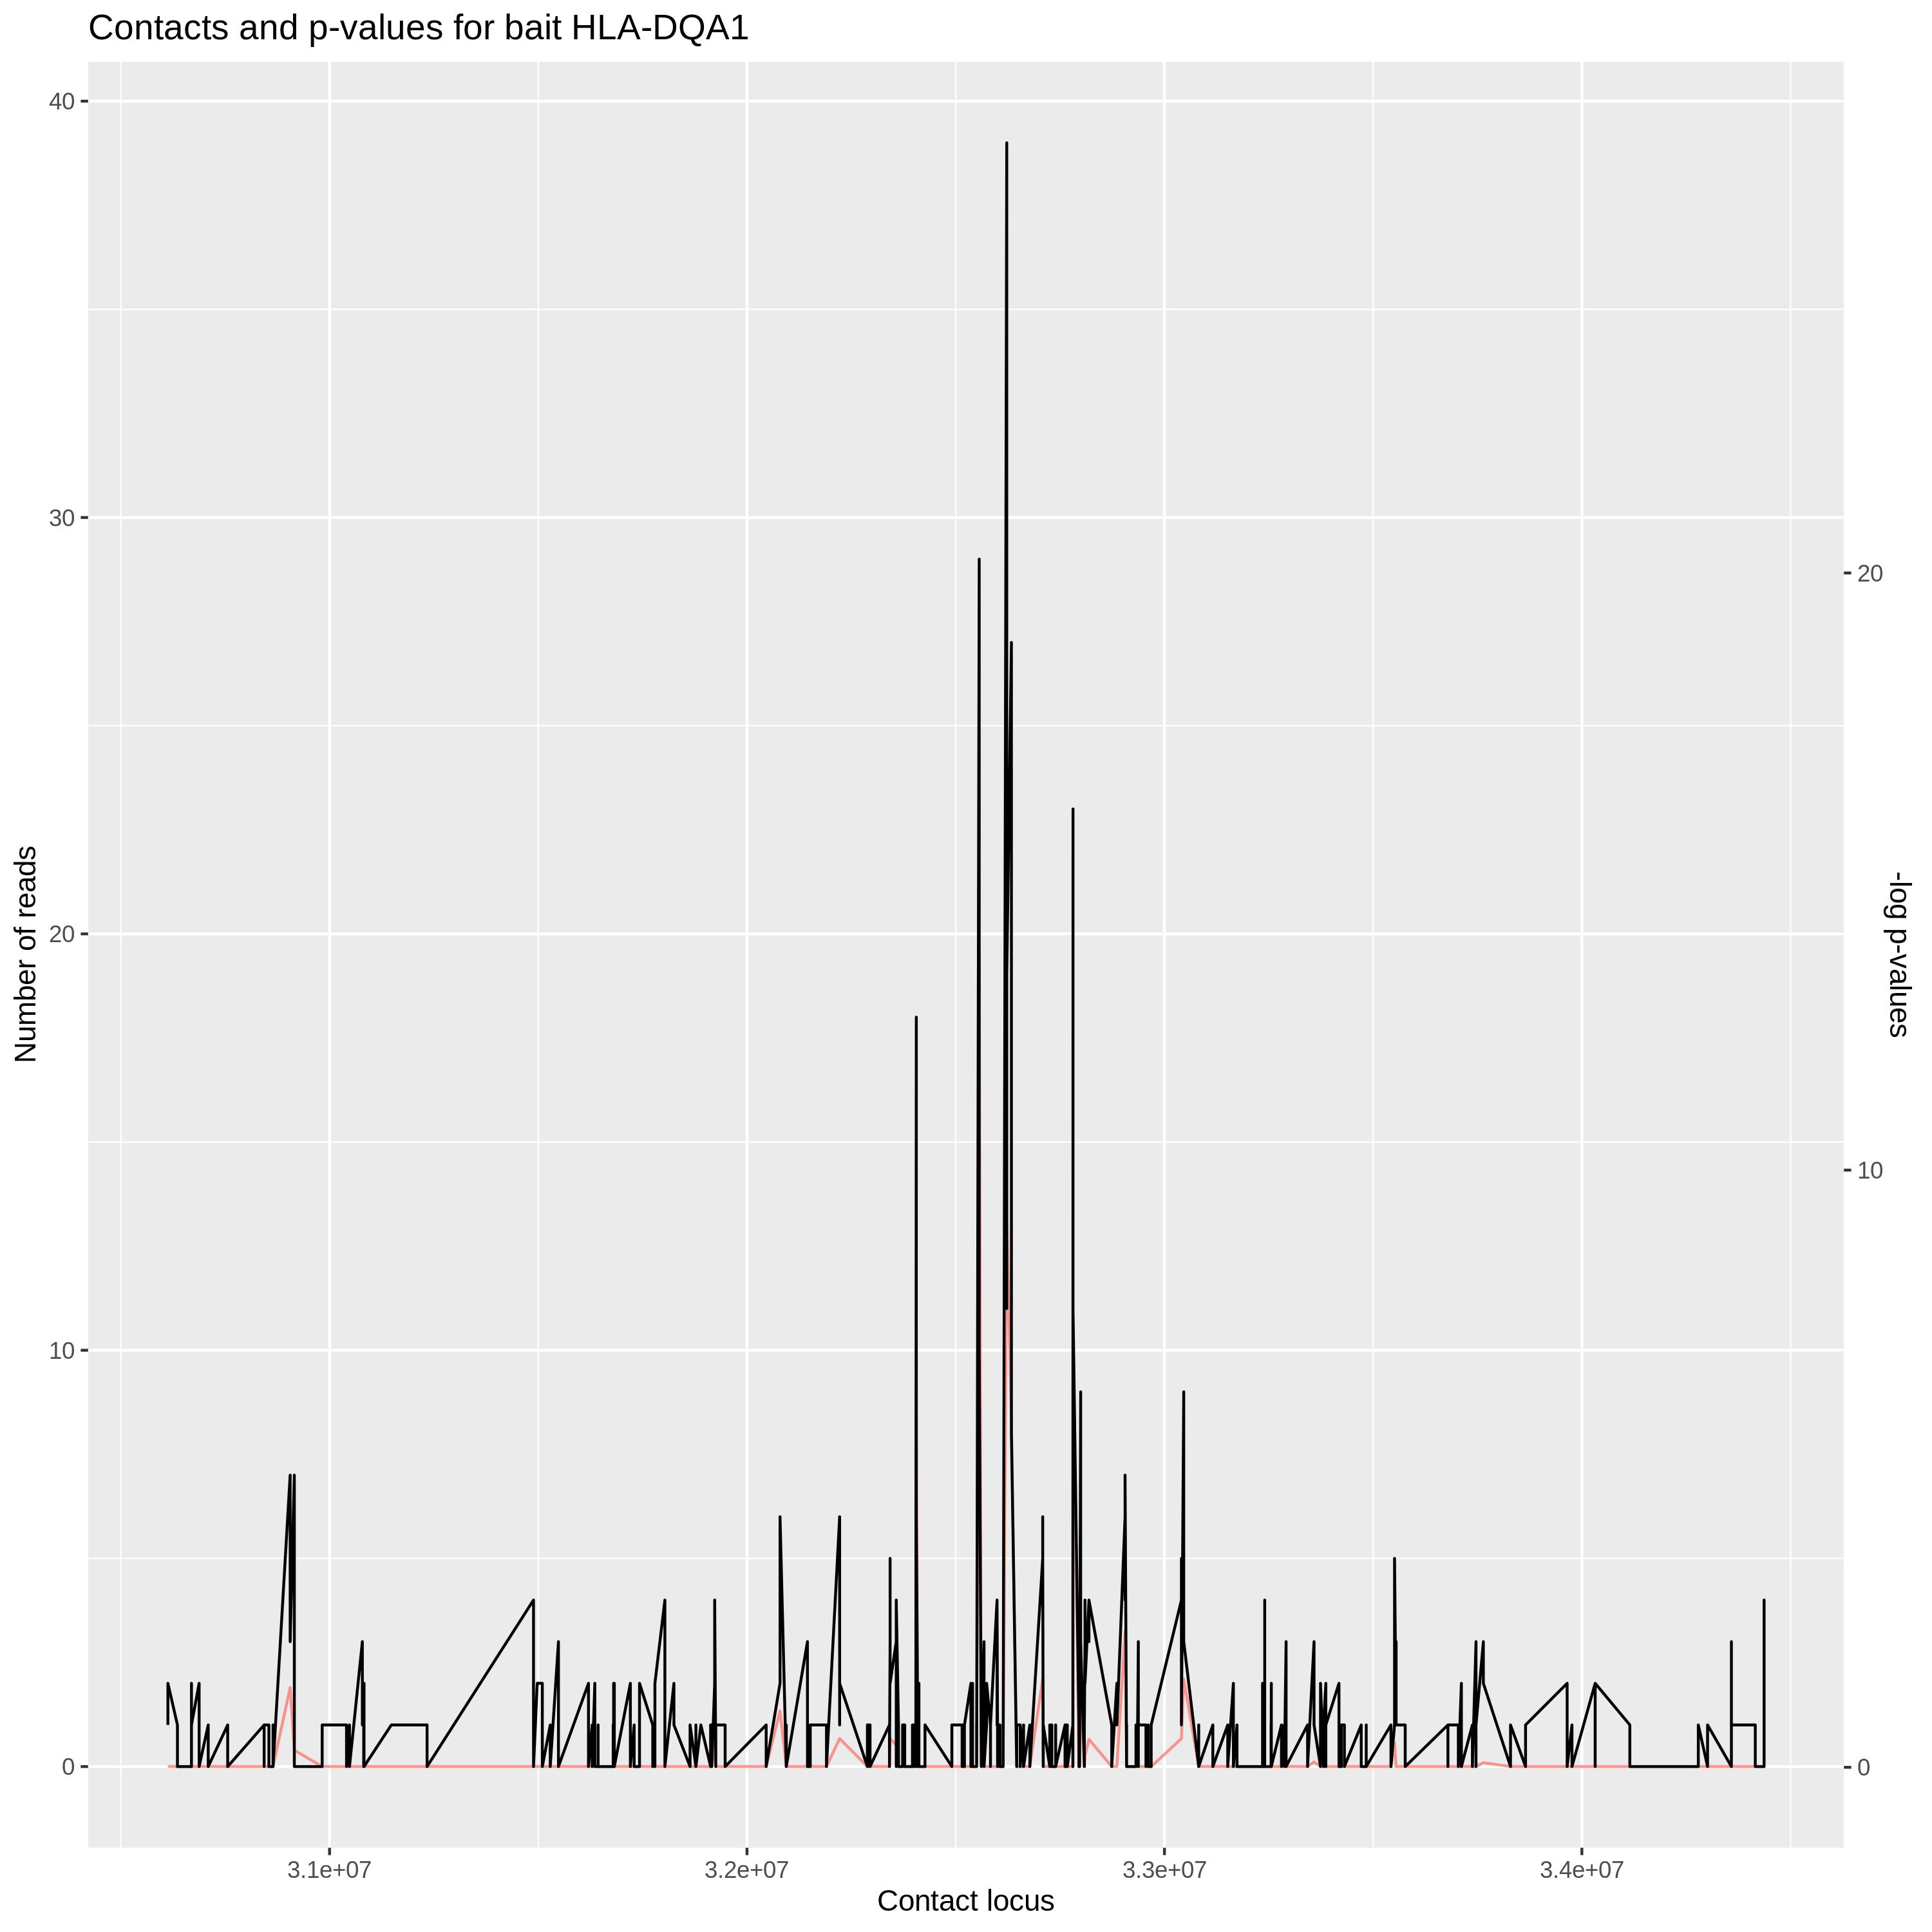 Contacts and p-values for bait HLA-DQA1
40
30
20
10
0
Number of reads
20
10
0
-log p-values
3.1e+07
3.2e+07
3.3e+07
3.4e+07
Contact locus